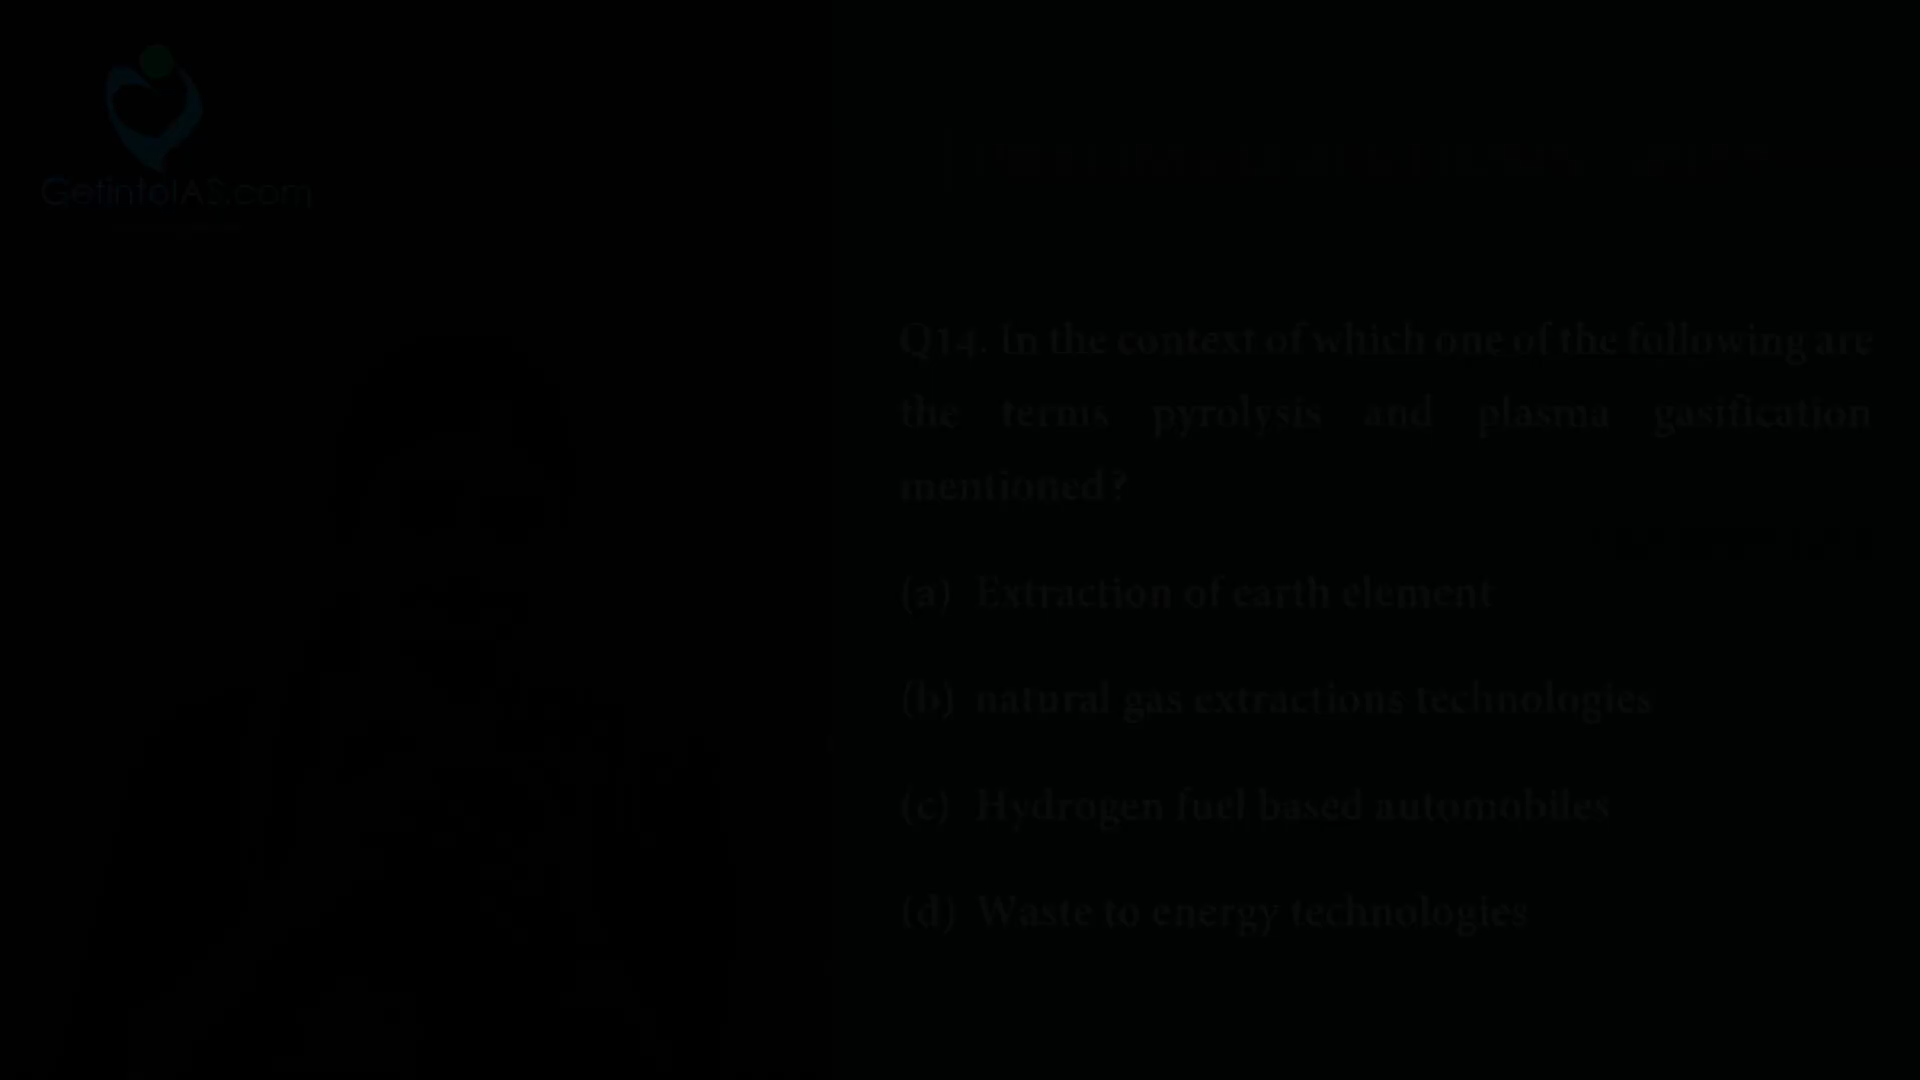 GetintoIAS.com
Q14. In the context of which one of the following are
the terms pyrolysis and plasma gasification
mentioned?
(a) Extraction of earth element
(b) natural gas extractions technologies
(c) Hydrogen fuel based automobiles
(d) Waste to energy technologies